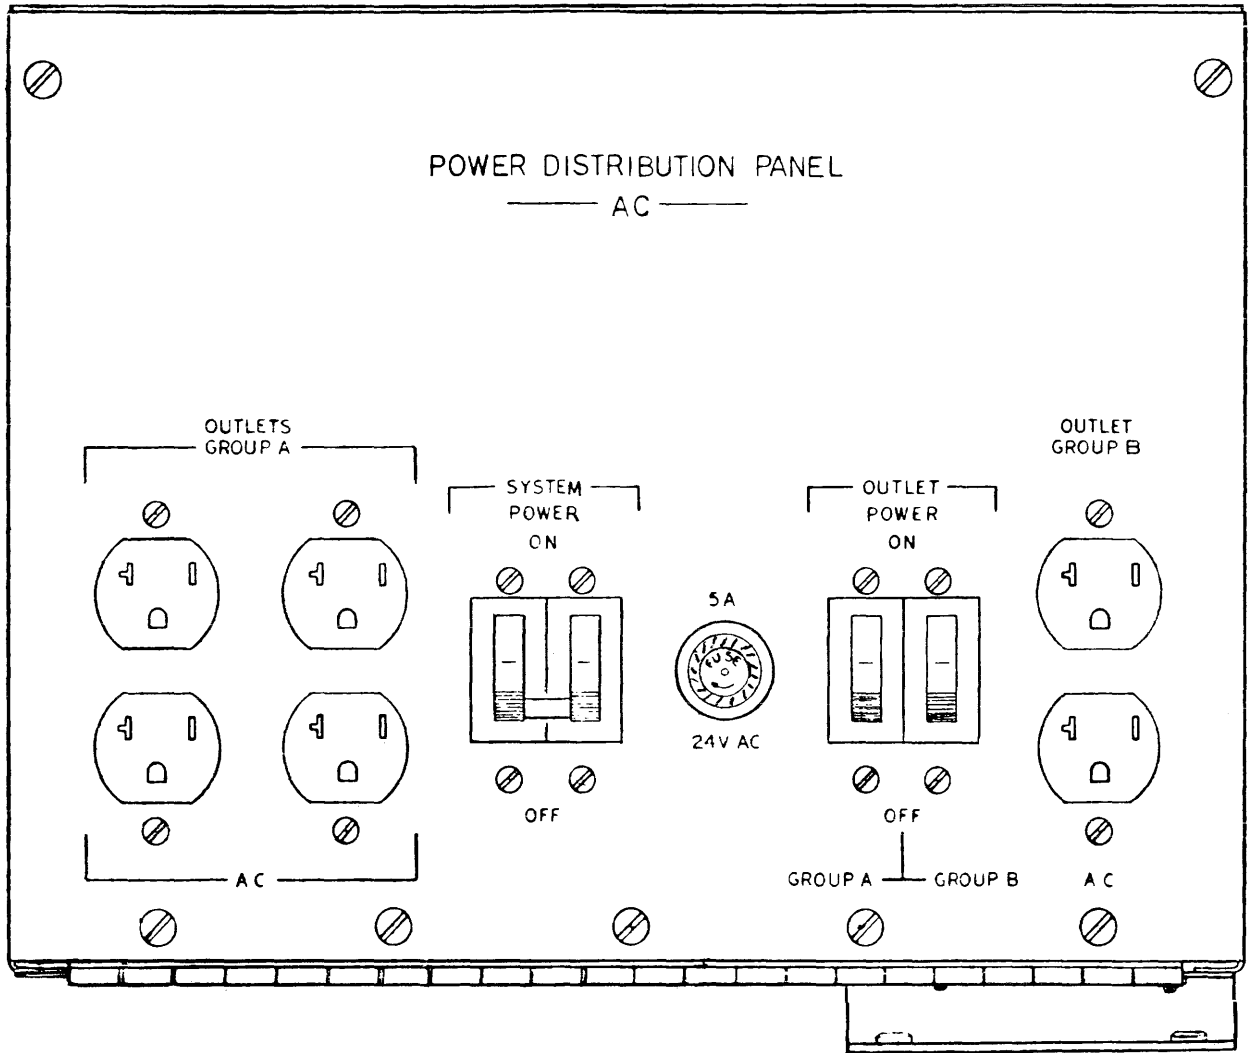 POWER DISTRIBUTION PANEL
AC
OUTLETS
GROUP A
OUTLET
GROUP B
SYSTEM
POWER
ON
OUTLET
POWER
ON
5A
FUSE
24V AC
OFF
OFF
AC
GROUP A
GROUP B
AC